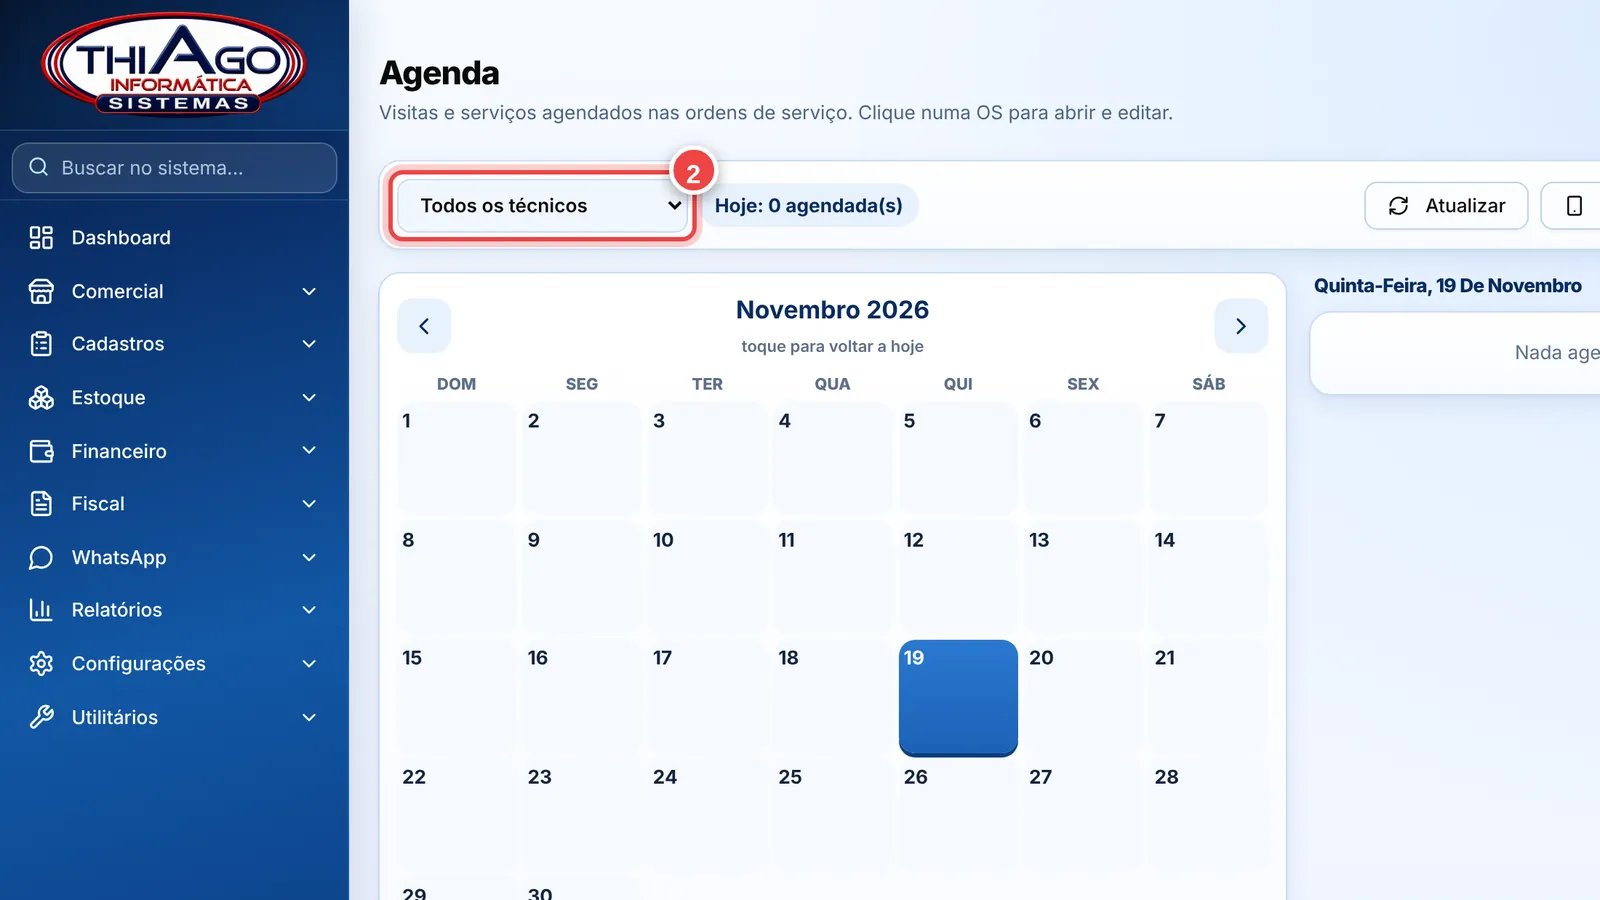 THIAGO
INFORMÁTICA
SISTEMAS
Buscar no sistema...
Dashboard
Comercial
Cadastros
Estoque
Financeiro
Fiscal
WhatsApp
Relatórios
Configurações
Utilitários
Agenda
Visitas e serviços agendados nas ordens de serviço. Clique numa OS para abrir e editar.
Todos os técnicos
2
Hoje: 0 agendada(s)
Atualizar
Novembro 2026
toque para voltar a hoje
DOM SEG TER QUA QUI SEX SÁB
1 2 3 4 5 6 7
8 9 10 11 12 13 14
15 16 17 18 19 20 21
22 23 24 25 26 27 28
29 30
Quinta-Feira, 19 De Novembro
Nada age